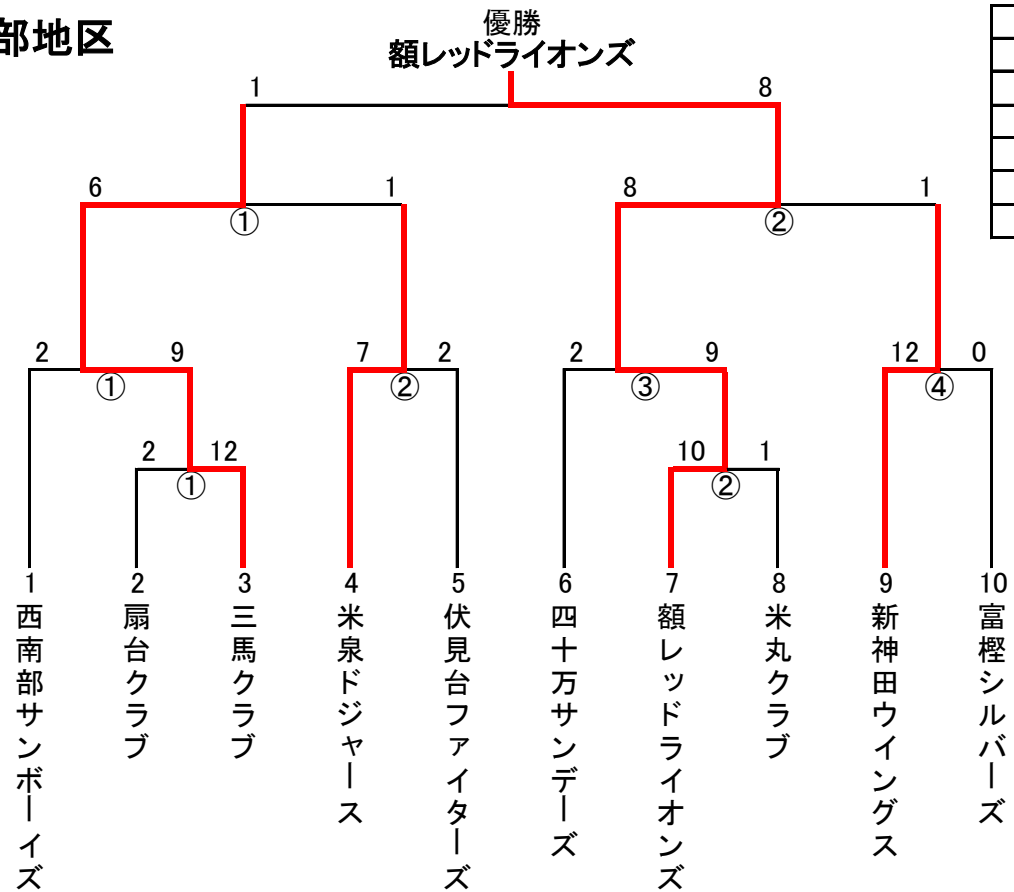 部地区
優勝
額レッドライオンズ
1 8
6 1 8 1
① ②
2 9 7 2 2 9 12 0
① ② ③ ④
2 12 10 1
① ②
1 2 3 4 5 6 7 8 9 10
西南部サンボーイズ
扇台クラブ
三馬クラブ
米泉ドジャース
伏見台ファイターズ
四十万サンデーズ
額レッドライオンズ
米丸クラブ
新神田ウイングス
富樫シルバーズ